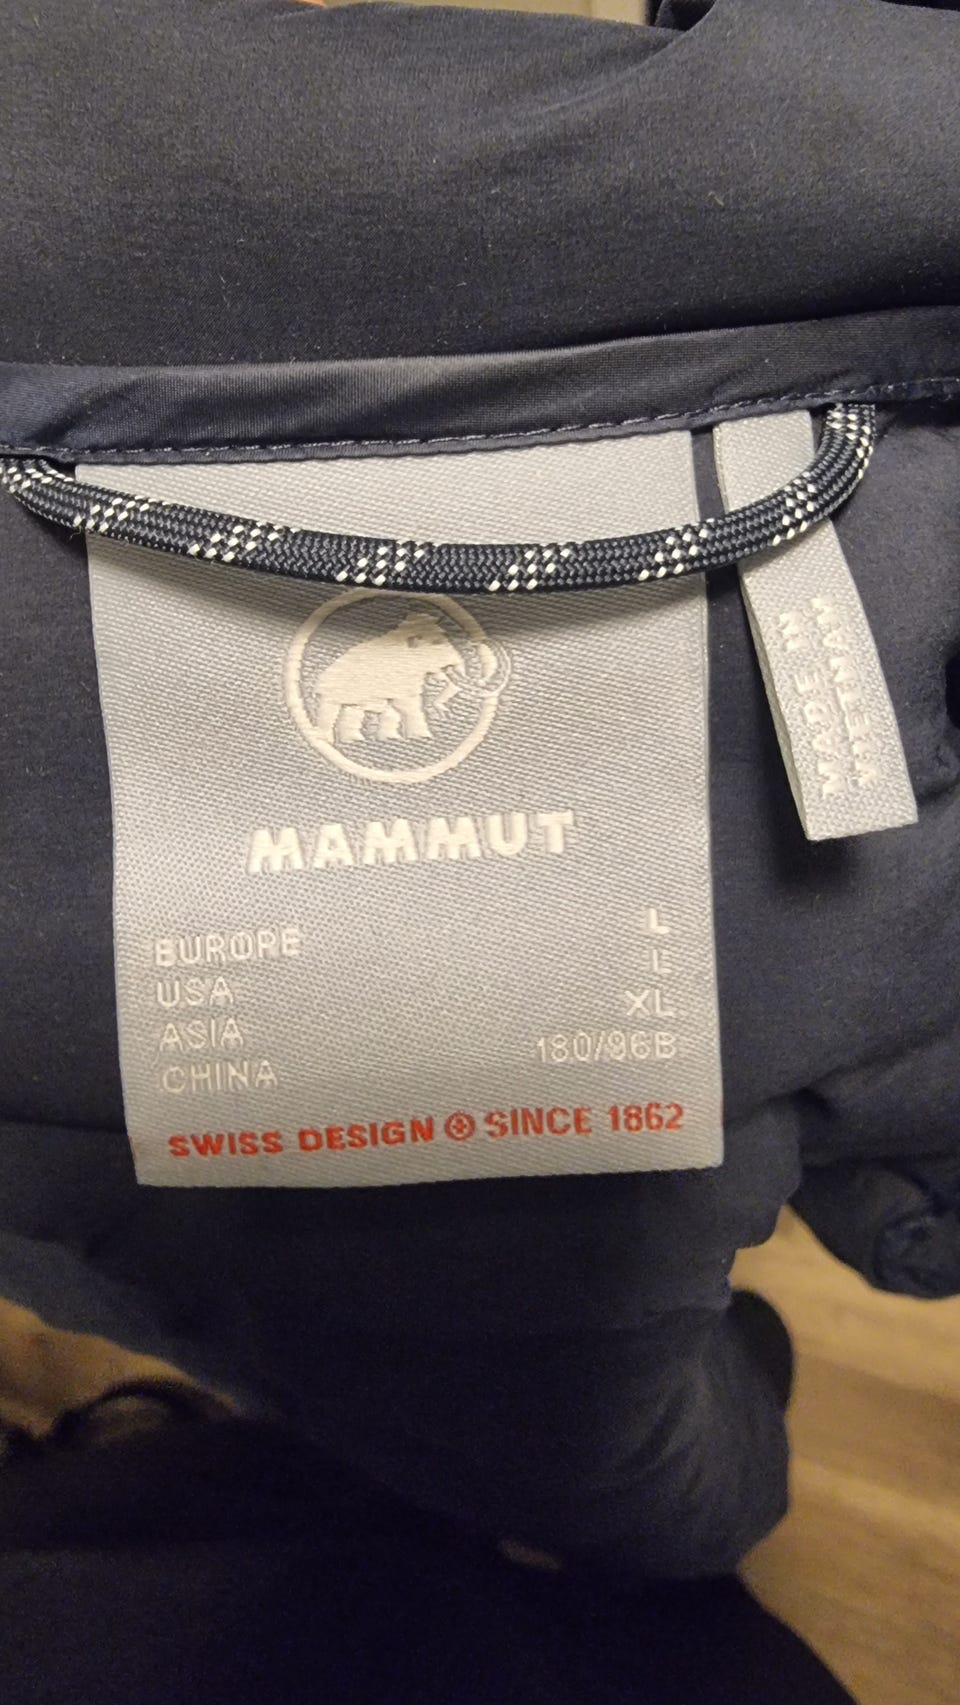 MAMMUT
EUROPE L
USA L
ASIA XL
CHINA 180/96B
SWISS DESIGN SINCE 1862
MADE IN
VIETNAM